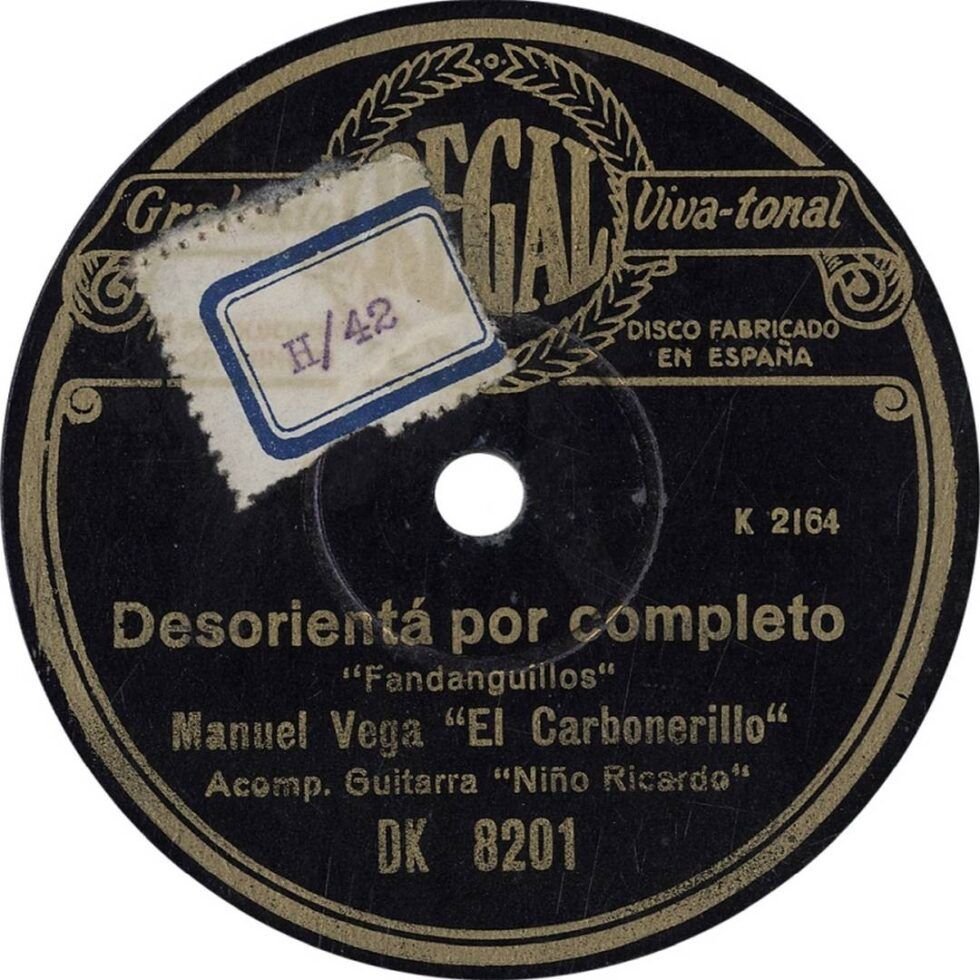 EGAL
Viva-tonal
H/42
DISCO FABRICADO
EN ESPAÑA
K 2164
Desorientá por completo
"Fandanguillos"
Manuel Vega "El Carbonerillo"
Acomp. Guitarra "Niño Ricardo"
DK 8201